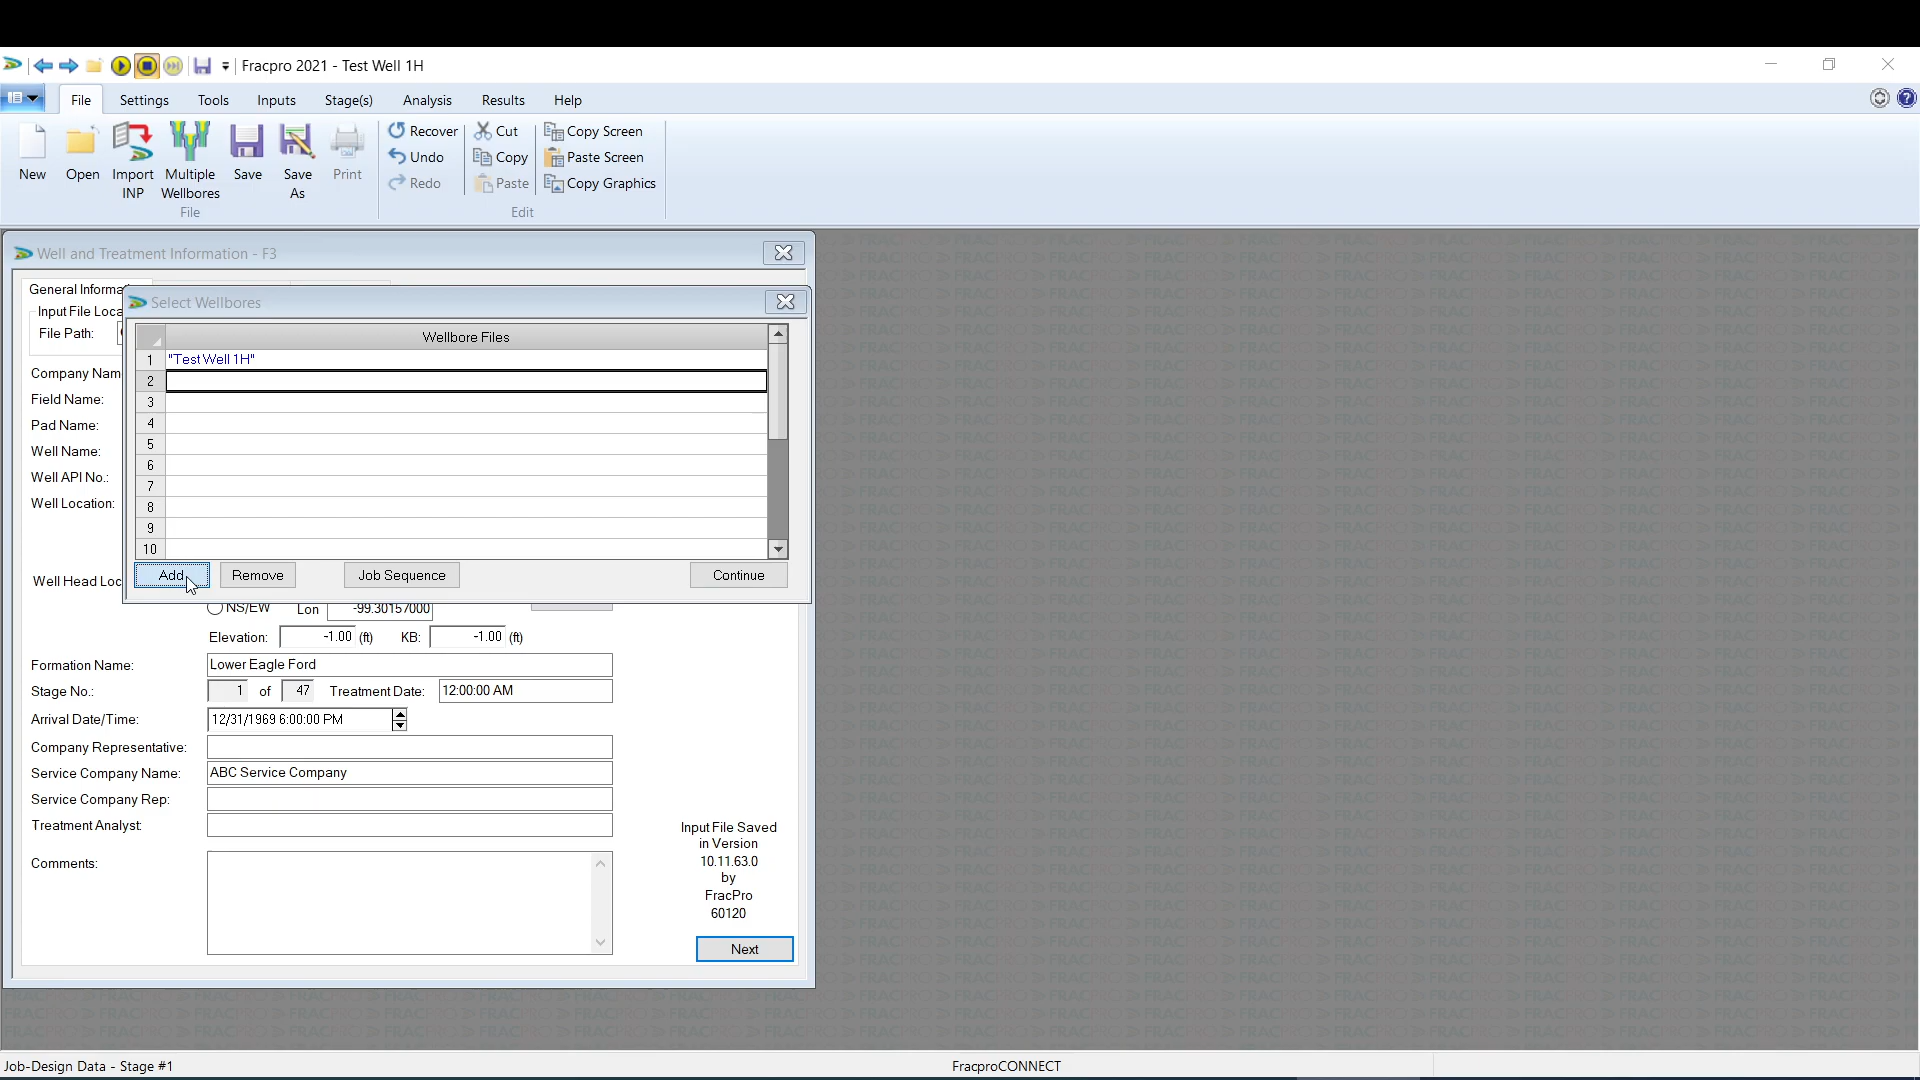 Fracpro 2021 - Test Well 1H
File Settings Tools Inputs Stage(s) Analysis Results Help
New Open Import INP Multiple Wellbores Save Save As Print
File
Recover
Undo
Redo
Cut
Copy
Paste
Copy Screen
Paste Screen
Copy Graphics
Edit
Well and Treatment Information - F3
General Informa
Input File Loca
File Path:
Select Wellbores
Wellbore Files
1 "Test Well 1H"
2
3
4
5
6
7
8
9
10
Add Remove Job Sequence Continue
Company Nam
Field Name:
Pad Name:
Well Name:
Well API No.:
Well Location:
Well Head Loc
NS/EW Lon -99.30157000
Elevation: -1.00 (ft) KB: -1.00 (ft)
Formation Name: Lower Eagle Ford
Stage No.: 1 of 47 Treatment Date: 12:00:00 AM
Arrival Date/Time: 12/31/1969 6:00:00 PM
Company Representative:
Service Company Name: ABC Service Company
Service Company Rep:
Treatment Analyst:
Comments:
Input File Saved
in Version
10.11.63.0
by
FracPro
60120
Next
Job-Design Data - Stage #1
FracproCONNECT